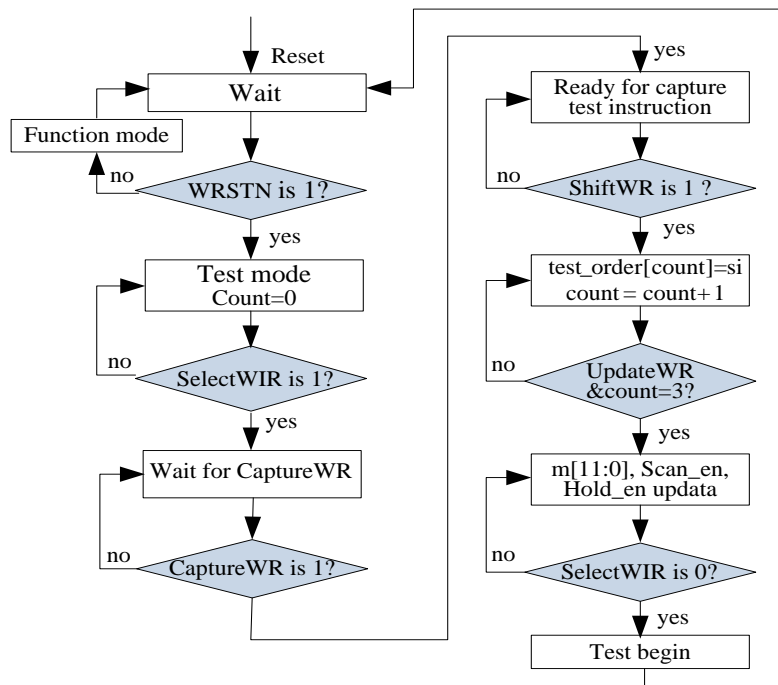 Reset
Wait
Function mode
no
WRSTN is 1?
yes
Test mode
Count=0
no
SelectWIR is 1?
yes
Wait for CaptureWR
no
CaptureWR is 1?
yes
Ready for capture
test instruction
no
ShiftWR is 1 ?
yes
test_order[count]=si
count = count+1
no
UpdateWR
&count=3?
yes
m[11:0], Scan_en,
Hold_en updata
no
SelectWIR is 0?
yes
Test begin